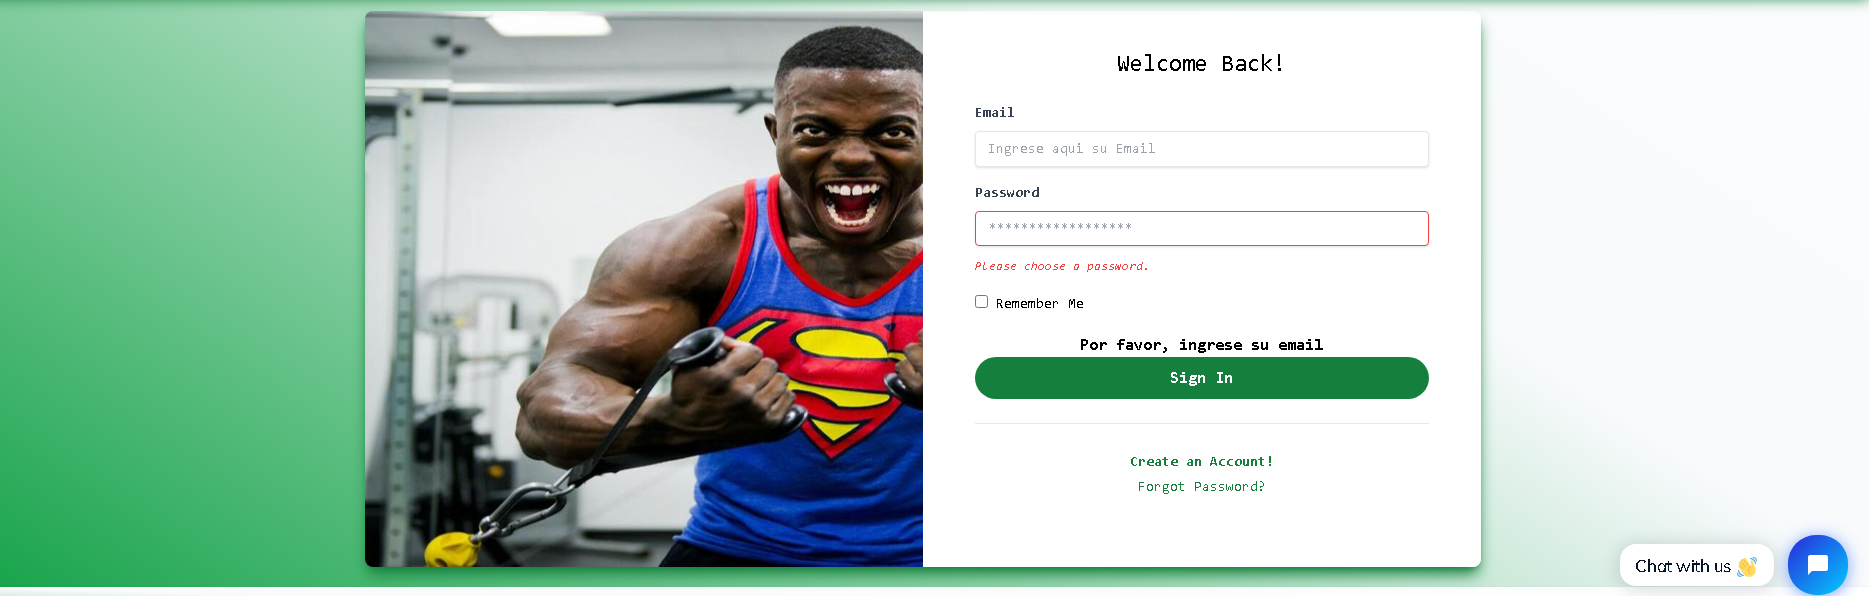 Welcome Back!
Email
Ingrese aqui su Email
Password
******************
Please choose a password.
Remember Me
Por favor, ingrese su email
Sign In
Create an Account!
Forgot Password?
Chat with us 👋